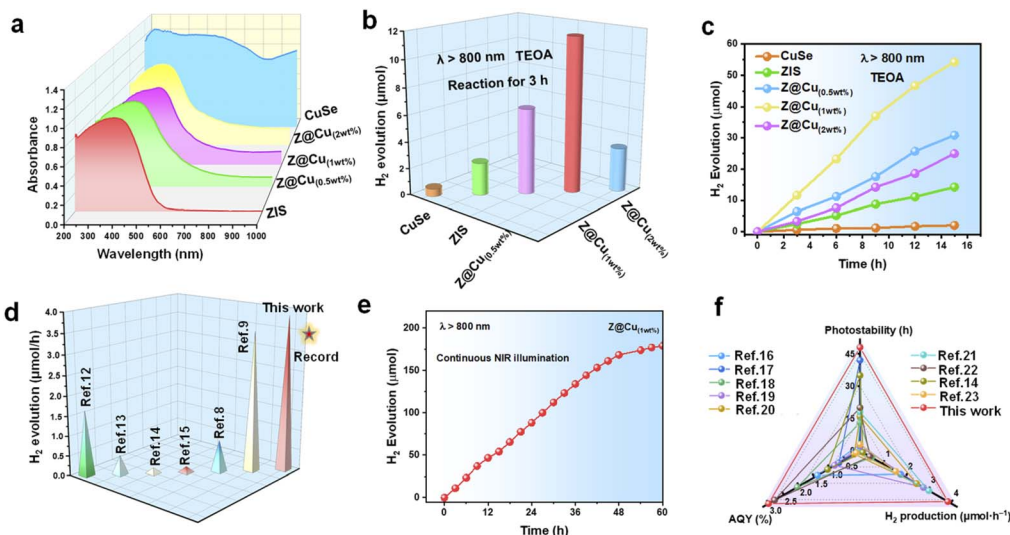 a
Absorbance
1.4
1.2
1.0
0.8
0.6
0.4
0.2
0.0
200 300 400 500 600 700 800 900 1000
Wavelength (nm)
CuSe
Z@Cu(2wt%)
Z@Cu(1wt%)
Z@Cu(0.5wt%)
ZIS
b
H2 evolution (μmol)
12
10
8
6
4
2
0
λ > 800 nm TEOA
Reaction for 3 h
CuSe
ZIS
Z@Cu(0.5wt%)
Z@Cu(1wt%)
Z@Cu(2wt%)
c
H2 Evolution (μmol)
60
50
40
30
20
10
0
CuSe
ZIS
Z@Cu(0.5wt%)
Z@Cu(1wt%)
Z@Cu(2wt%)
λ > 800 nm
TEOA
0 2 4 6 8 10 12 14 16
Time (h)
d
H2 evolution (μmol/h)
4.0
3.5
3.0
2.5
2.0
1.5
1.0
0.5
0.0
Ref.12
Ref.13
Ref.14
Ref.15
Ref.8
Ref.9
This work
Record
e
H2 Evolution (μmol)
200
150
100
50
0
λ > 800 nm
Z@Cu(1wt%)
Continuous NIR illumination
0 12 24 36 48 60
Time (h)
f
Photostability (h)
45
30
15
Ref.16
Ref.17
Ref.18
Ref.19
Ref.20
Ref.21
Ref.22
Ref.14
Ref.23
This work
0.5
1.0
1.5
2.0
2.5
3.0
1
2
3
4
AQY (%)
H2 production (μmol·h⁻¹)